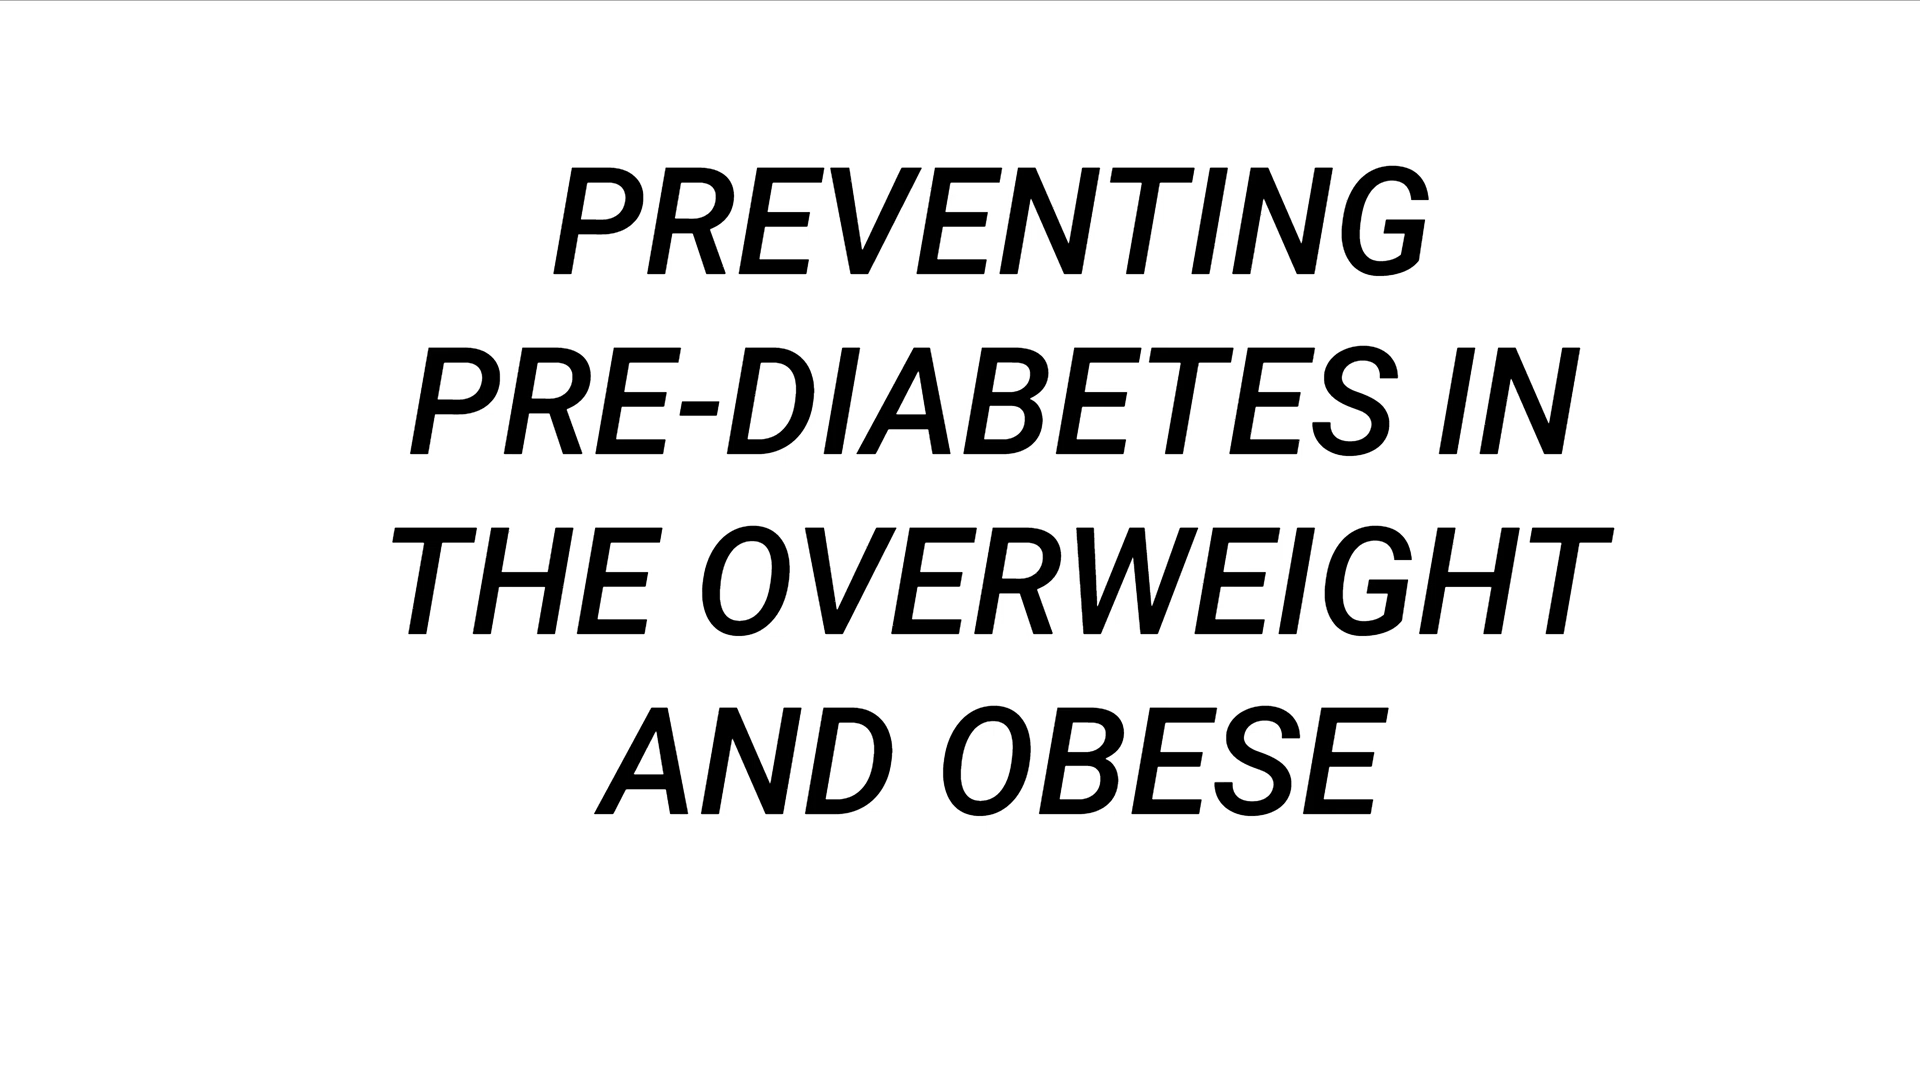 PREVENTING
PRE-DIABETES IN
THE OVERWEIGHT
AND OBESE